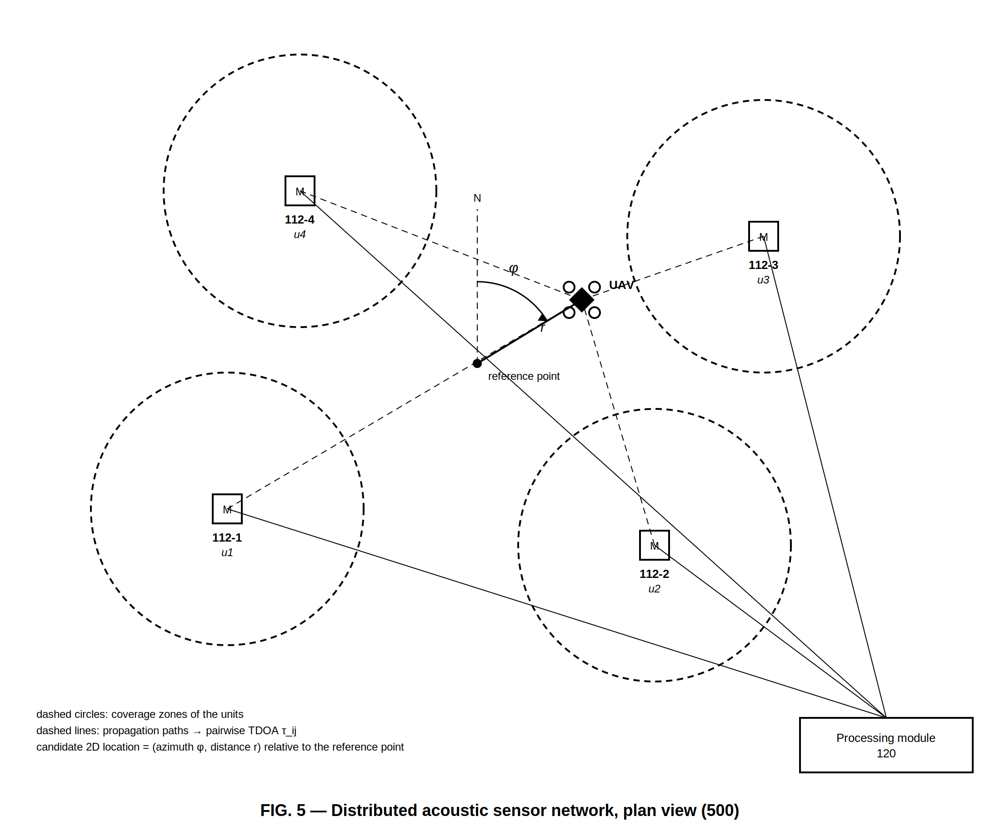 M
112-4
u4
N
M
112-3
u3
φ
UAV
r
reference point
M
112-1
u1
M
112-2
u2
dashed circles: coverage zones of the units
dashed lines: propagation paths → pairwise TDOA τ_ij
candidate 2D location = (azimuth φ, distance r) relative to the reference point
Processing module
120
FIG. 5 — Distributed acoustic sensor network, plan view (500)